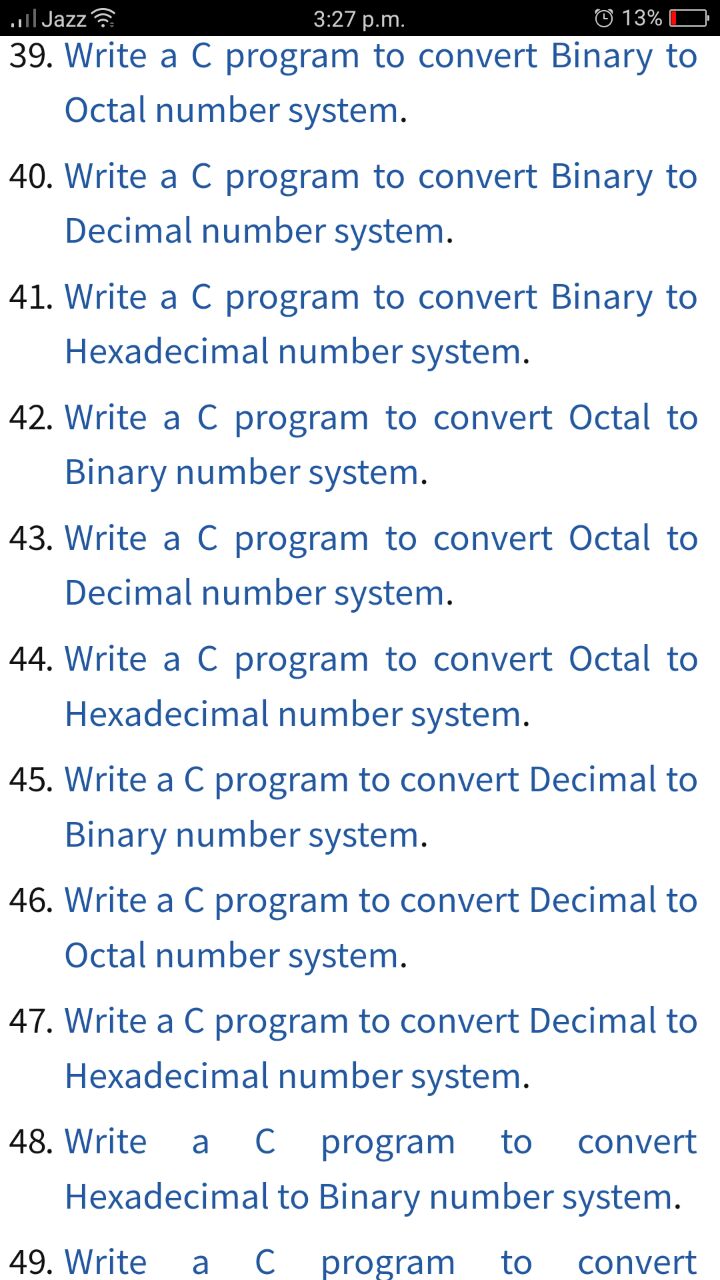 Jazz 3:27 p.m. 13%
39. Write a C program to convert Binary to
Octal number system.
40. Write a C program to convert Binary to
Decimal number system.
41. Write a C program to convert Binary to
Hexadecimal number system.
42. Write a C program to convert Octal to
Binary number system.
43. Write a C program to convert Octal to
Decimal number system.
44. Write a C program to convert Octal to
Hexadecimal number system.
45. Write a C program to convert Decimal to
Binary number system.
46. Write a C program to convert Decimal to
Octal number system.
47. Write a C program to convert Decimal to
Hexadecimal number system.
48. Write a C program to convert
Hexadecimal to Binary number system.
49. Write a C program to convert